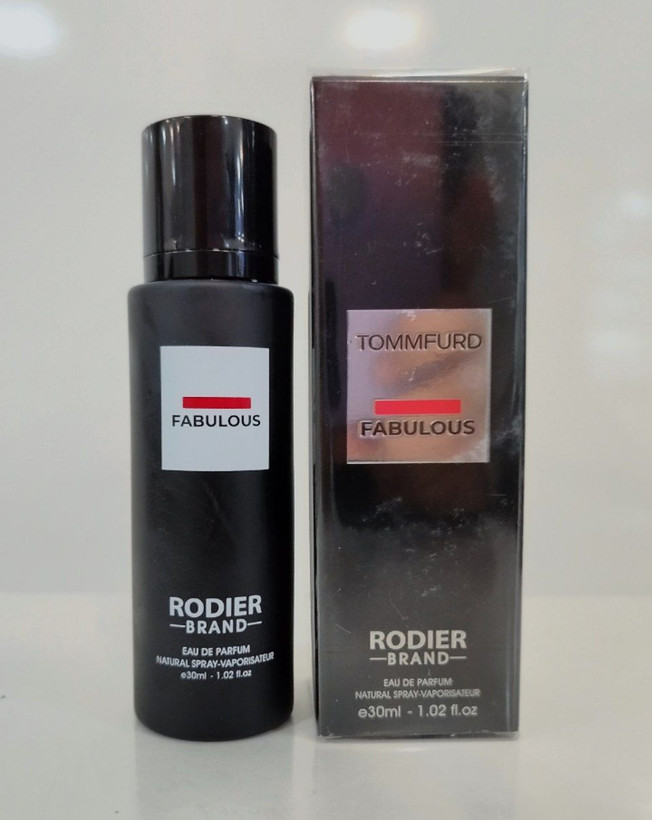 FABULOUS
RODIER
BRAND
EAU DE PARFUM
NATURAL SPRAY-VAPORISATEUR
e30ml - 1.02 fl.oz
TOMMFURD
FABULOUS
RODIER
BRAND
EAU DE PARFUM
NATURAL SPRAY-VAPORISATEUR
e30ml - 1.02 fl.oz